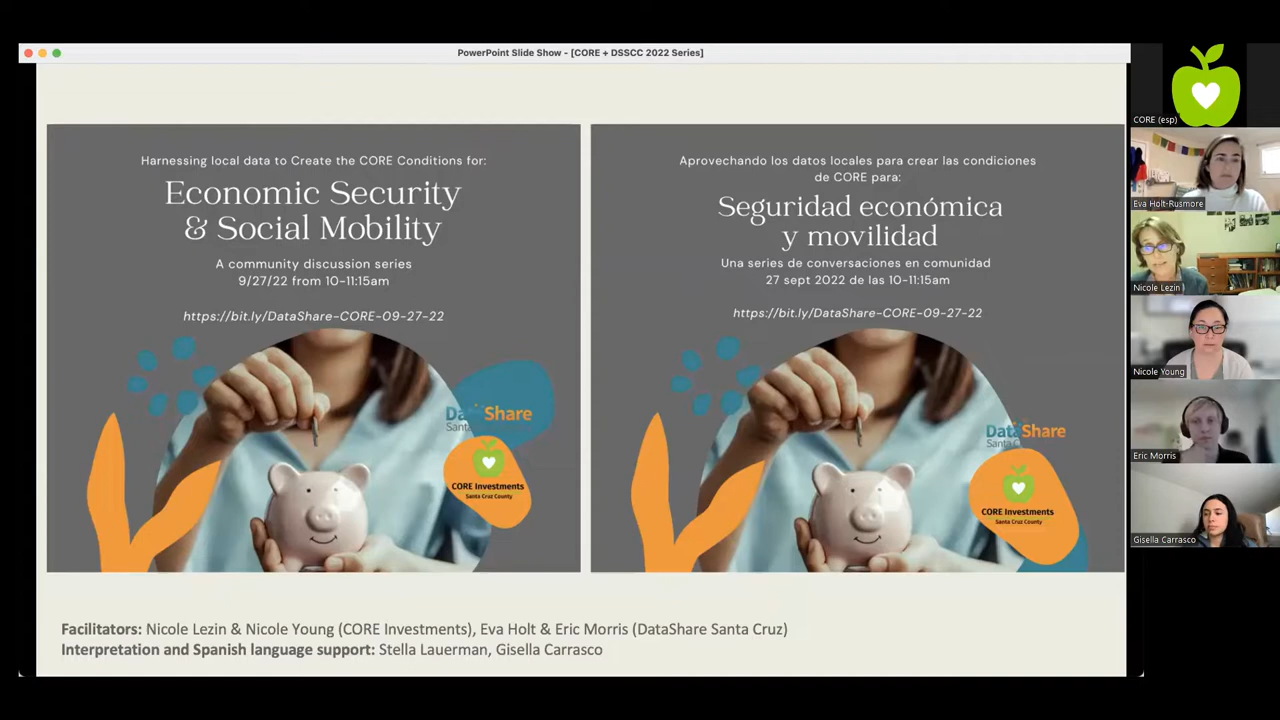 PowerPoint Slide Show - [CORE + DSSCC 2022 Series]
Harnessing local data to Create the CORE Conditions for:
Economic Security
& Social Mobility
A community discussion series
9/27/22 from 10-11:15am
https://bit.ly/DataShare-CORE-09-27-22
DataShare
Santa
CORE Investments
Santa Cruz County
Aprovechando los datos locales para crear las condiciones
de CORE para:
Seguridad económica
y movilidad
Una series de conversaciones en comunidad
27 sept 2022 de las 10-11:15am
https://bit.ly/DataShare-CORE-09-27-22
DataShare
Santa C
CORE Investments
Santa Cruz County
Facilitators: Nicole Lezin & Nicole Young (CORE Investments), Eva Holt & Eric Morris (DataShare Santa Cruz)
Interpretation and Spanish language support: Stella Lauerman, Gisella Carrasco
CORE (esp)
Eva Holt-Rusmore
Nicole Lezin
Nicole Young
Eric Morris
Gisella Carrasco